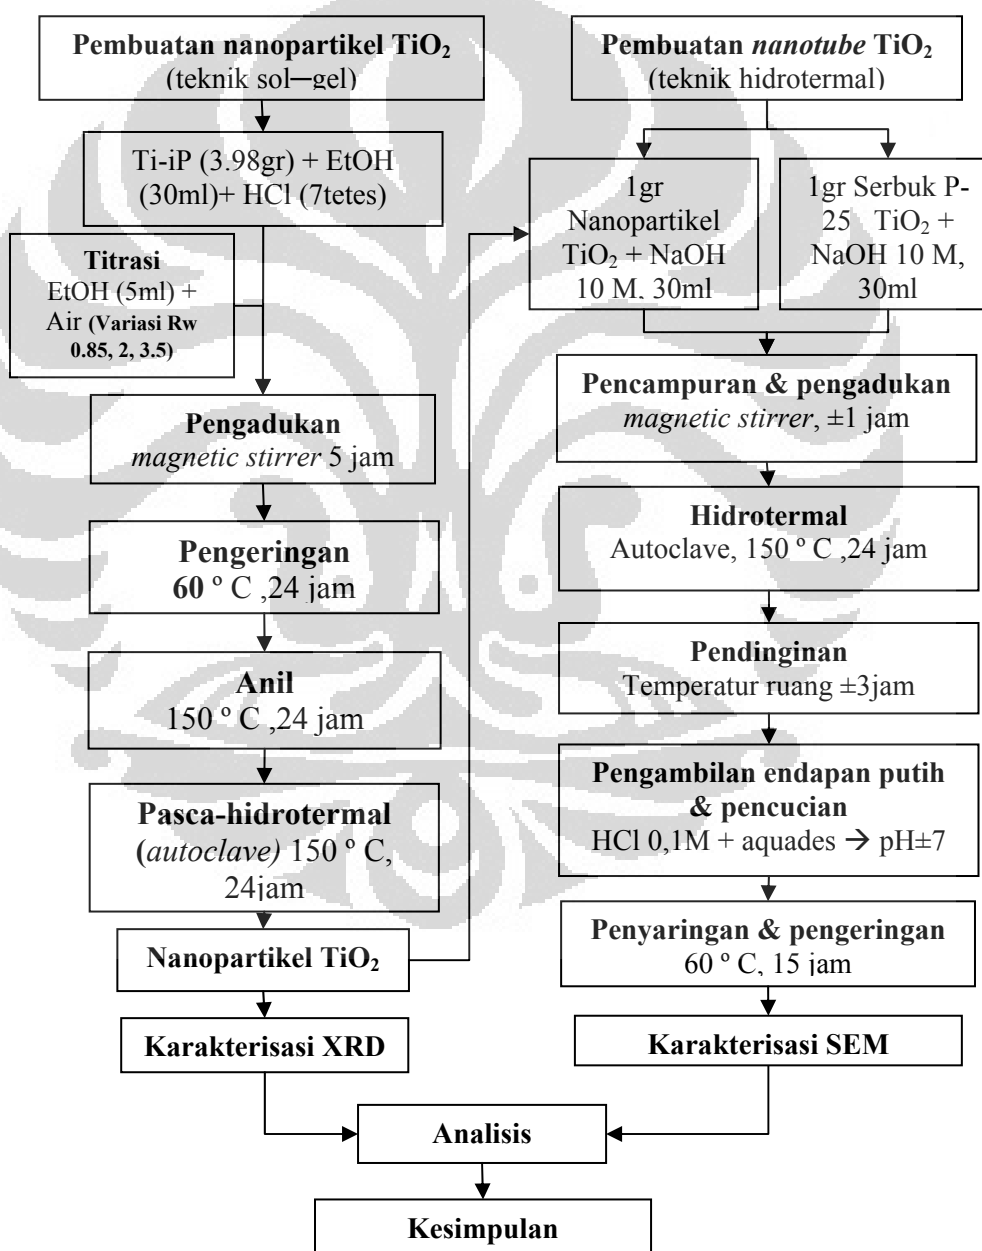 Pembuatan nanopartikel TiO₂
(teknik sol—gel)
Ti-iP (3.98gr) + EtOH
(30ml)+ HCl (7tetes)
Titrasi
EtOH (5ml) +
Air (Variasi Rw
0.85, 2, 3.5)
Pengadukan
magnetic stirrer 5 jam
Pengeringan
60 º C ,24 jam
Anil
150 º C ,24 jam
Pasca-hidrotermal
(autoclave) 150 º C,
24jam
Nanopartikel TiO₂
Karakterisasi XRD
Pembuatan nanotube TiO₂
(teknik hidrotermal)
1gr
Nanopartikel
TiO₂ + NaOH
10 M, 30ml
1gr Serbuk P-
25 TiO₂ +
NaOH 10 M,
30ml
Pencampuran & pengadukan
magnetic stirrer, ±1 jam
Hidrotermal
Autoclave, 150 º C ,24 jam
Pendinginan
Temperatur ruang ±3jam
Pengambilan endapan putih
& pencucian
HCl 0,1M + aquades → pH±7
Penyaringan & pengeringan
60 º C, 15 jam
Karakterisasi SEM
Analisis
Kesimpulan